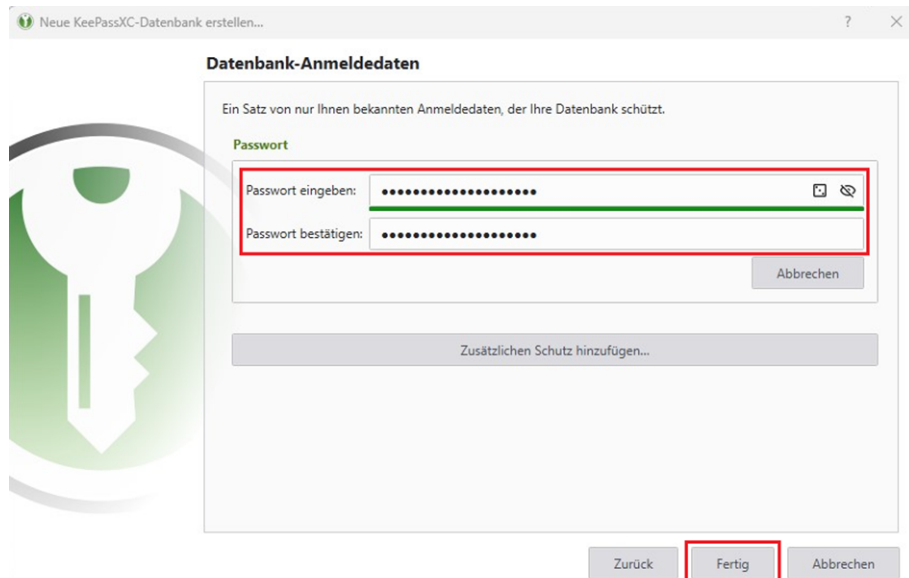 Neue KeePassXC-Datenbank erstellen...
Datenbank-Anmeldedaten
Ein Satz von nur Ihnen bekannten Anmeldedaten, der Ihre Datenbank schützt.
Passwort
Passwort eingeben: ••••••••••••••••••••
Passwort bestätigen: ••••••••••••••••••••
Abbrechen
Zusätzlichen Schutz hinzufügen...
Zurück Fertig Abbrechen